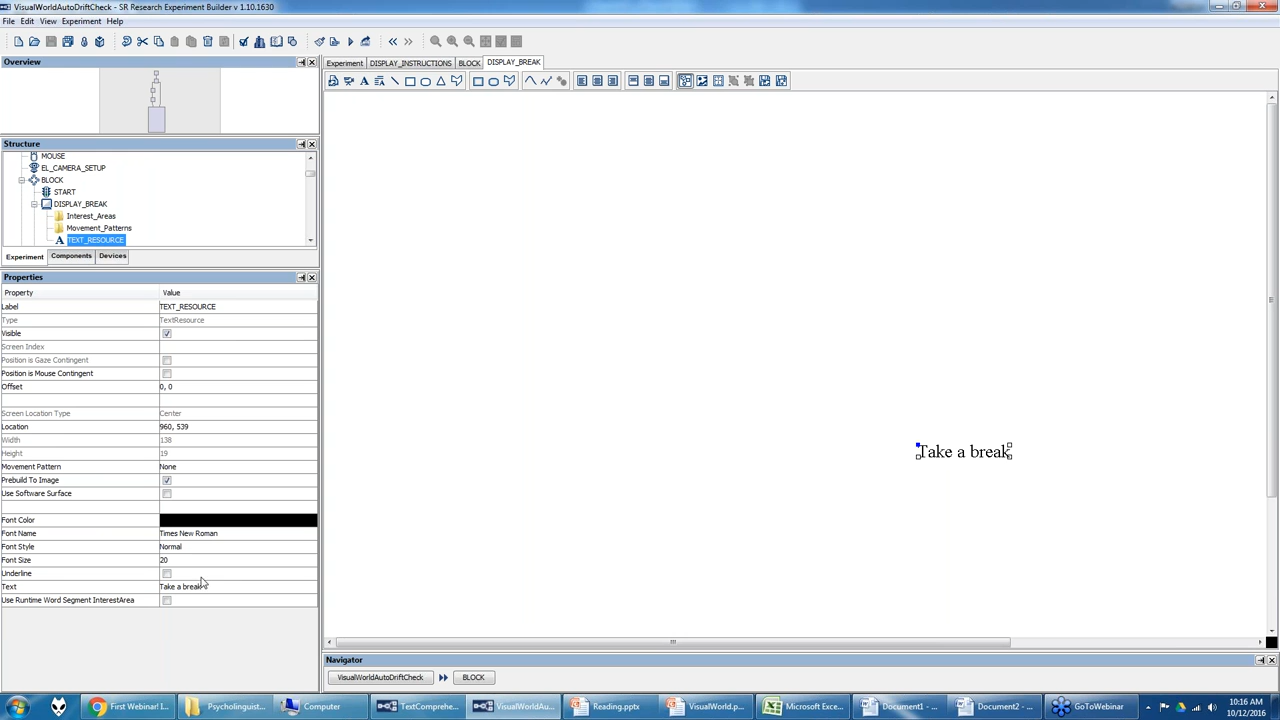 VisualWorldAutoDriftCheck - SR Research Experiment Builder v 1.10.1630
File Edit View Experiment Help
Overview
Structure
MOUSE
EL_CAMERA_SETUP
BLOCK
START
DISPLAY_BREAK
Interest_Areas
Movement_Patterns
TEXT_RESOURCE
Experiment Components Devices
Properties
Property Value
Label TEXT_RESOURCE
Type TextResource
Visible
Screen Index
Position is Gaze Contingent
Position is Mouse Contingent
Offset 0, 0
Screen Location Type Center
Location 960, 539
Width 138
Height 19
Movement Pattern None
Prebuild To Image
Use Software Surface
Font Color
Font Name Times New Roman
Font Style Normal
Font Size 20
Underline
Text Take a break
Use Runtime Word Segment InterestArea
Experiment DISPLAY_INSTRUCTIONS BLOCK DISPLAY_BREAK
Take a break
Navigator
VisualWorldAutoDriftCheck BLOCK
First Webinar! I... Psycholinguist... Computer TextComprehe... VisualWorldAu... Reading.pptx VisualWorld.p... Microsoft Exce... Document1 - ... Document2 - ... GoToWebinar
10:16 AM
10/12/2016